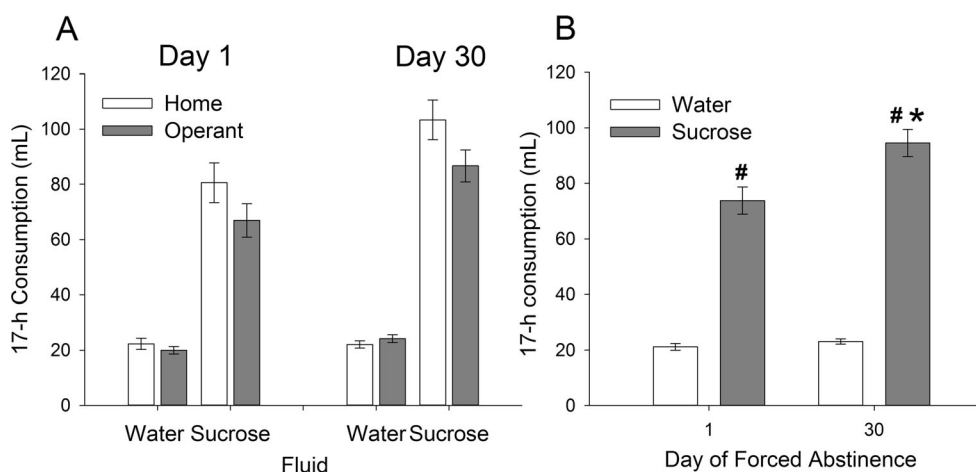 A
Day 1
Day 30
Home
Operant
17-h Consumption (mL)
120
100
80
60
40
20
0
Water Sucrose
Water Sucrose
Fluid
B
Water
Sucrose
#
# *
17-h consumption (mL)
120
100
80
60
40
20
0
1
30
Day of Forced Abstinence